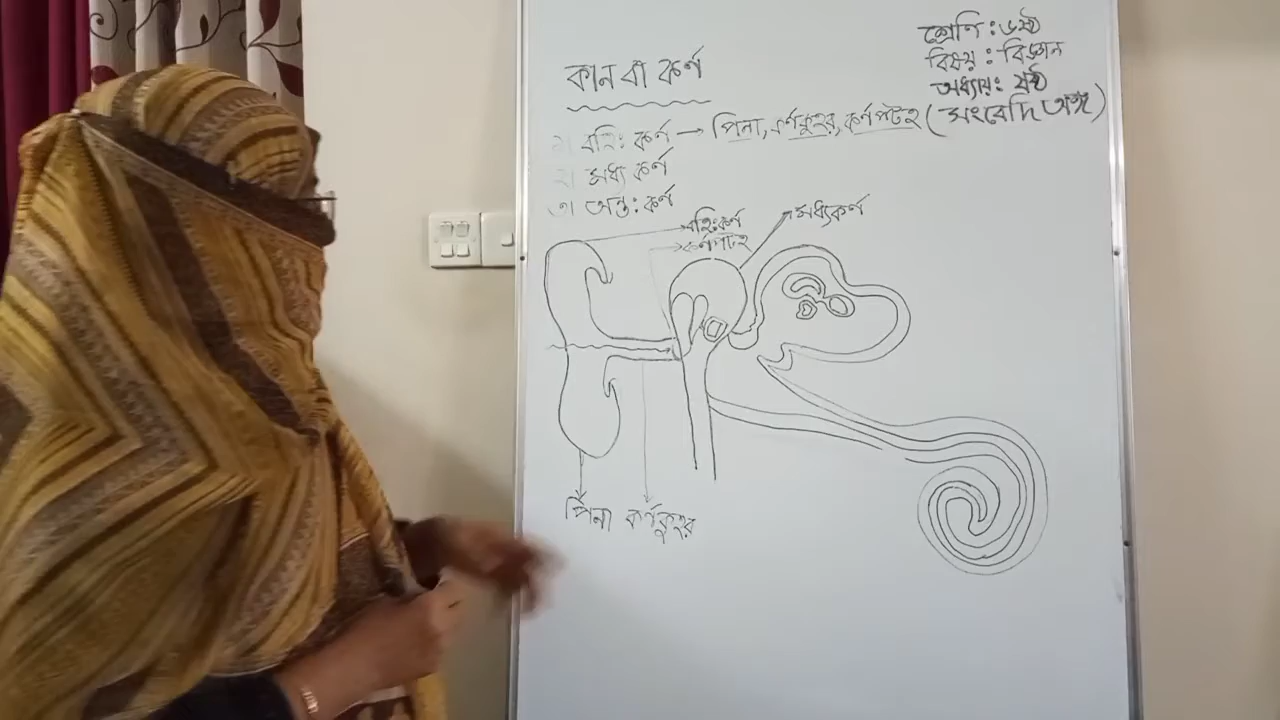 শ্রেণি : ৬ষ্ঠ
বিষয় : বিজ্ঞান
অধ্যায়ঃ ষষ্ঠ
(সংবেদি অঙ্গ)
কান বা কর্ণ
১। বহিঃ কর্ণ → পিনা, কর্ণকুহর, কর্ণপটহ
২। মধ্য কর্ণ
৩। অন্তঃ কর্ণ
বহিঃকর্ণ
কর্ণপটহ
মধ্যকর্ণ
পিনা কর্ণকুহর